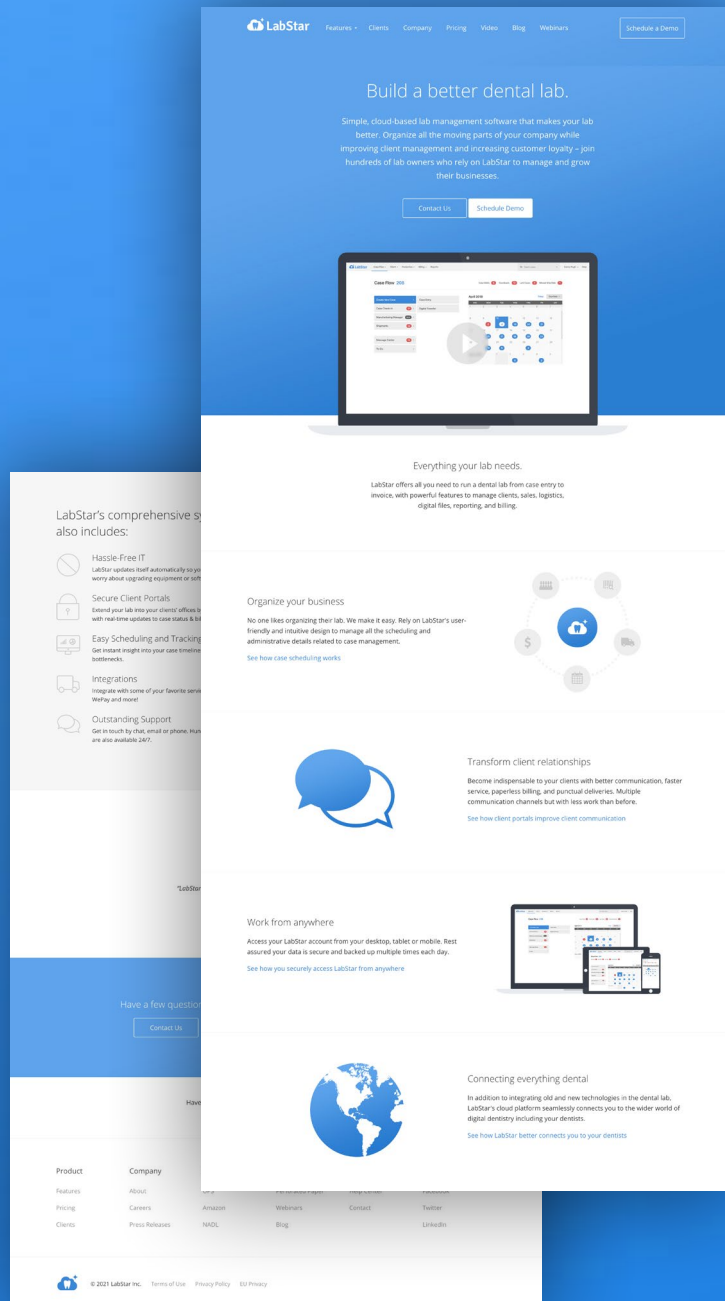 LabStar
Features
Clients
Company
Pricing
Video
Blog
Webinars
Schedule a Demo
Build a better dental lab.
Simple, cloud-based lab management software that makes your lab
better. Organize all the moving parts of your company while
improving client management and increasing customer loyalty – join
hundreds of lab owners who rely on LabStar to manage and grow
their businesses.
Contact Us
Schedule Demo
Case Flow
April 2018
Everything your lab needs.
LabStar offers all you need to run a dental lab from case entry to
invoice, with powerful features to manage clients, sales, logistics,
digital files, reporting, and billing.
Organize your business
No one likes organizing their lab. We make it easy. Rely on LabStar's user-
friendly and intuitive design to manage all the scheduling and
administrative details related to case management.
See how case scheduling works
Transform client relationships
Become indispensable to your clients with better communication, faster
service, paperless billing, and punctual deliveries. Multiple
communication channels but with less work than before.
See how client portals improve client communication
Work from anywhere
Access your LabStar account from your desktop, tablet or mobile. Rest
assured your data is secure and backed up multiple times each day.
See how you securely access LabStar from anywhere
Connecting everything dental
In addition to integrating old and new technologies in the dental lab,
LabStar's cloud platform seamlessly connects you to the wider world of
digital dentistry including your dentists.
See how LabStar better connects you to your dentists
LabStar's comprehensive
also includes:
Hassle-Free IT
LabStar updates itself automatically so
worry about upgrading equipment or
Secure Client Portals
Extend your lab into your clients' offices
with real-time updates to case status &
Easy Scheduling and Tracking
Get instant insight into your case timeline
bottlenecks.
Integrations
Integrate with some of your favorite
WePay and more!
Outstanding Support
Get in touch by chat, email or phone.
are also available 24/7.
"LabStar
Have a few
Contact Us
Have
Product
Company
Features
About
Help Center
Facebook
Pricing
Careers
Amazon
Webinars
Contact
Twitter
Clients
Press Releases
NADL
Blog
LinkedIn
© 2021 LabStar Inc.
Terms of Use
Privacy Policy
EU Privacy